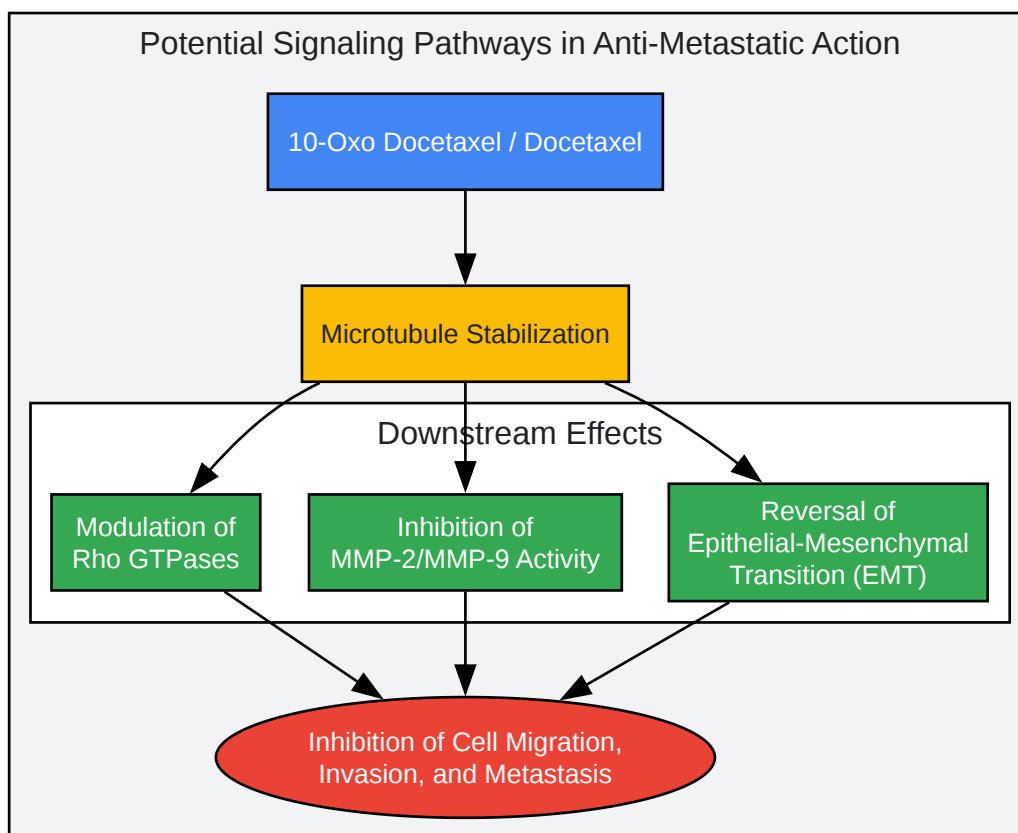 Potential Signaling Pathways in Anti-Metastatic Action
10-Oxo Docetaxel / Docetaxel
Microtubule Stabilization
Downstream Effects
Modulation of
Rho GTPases
Inhibition of
MMP-2/MMP-9 Activity
Reversal of
Epithelial-Mesenchymal
Transition (EMT)
Inhibition of Cell Migration,
Invasion, and Metastasis